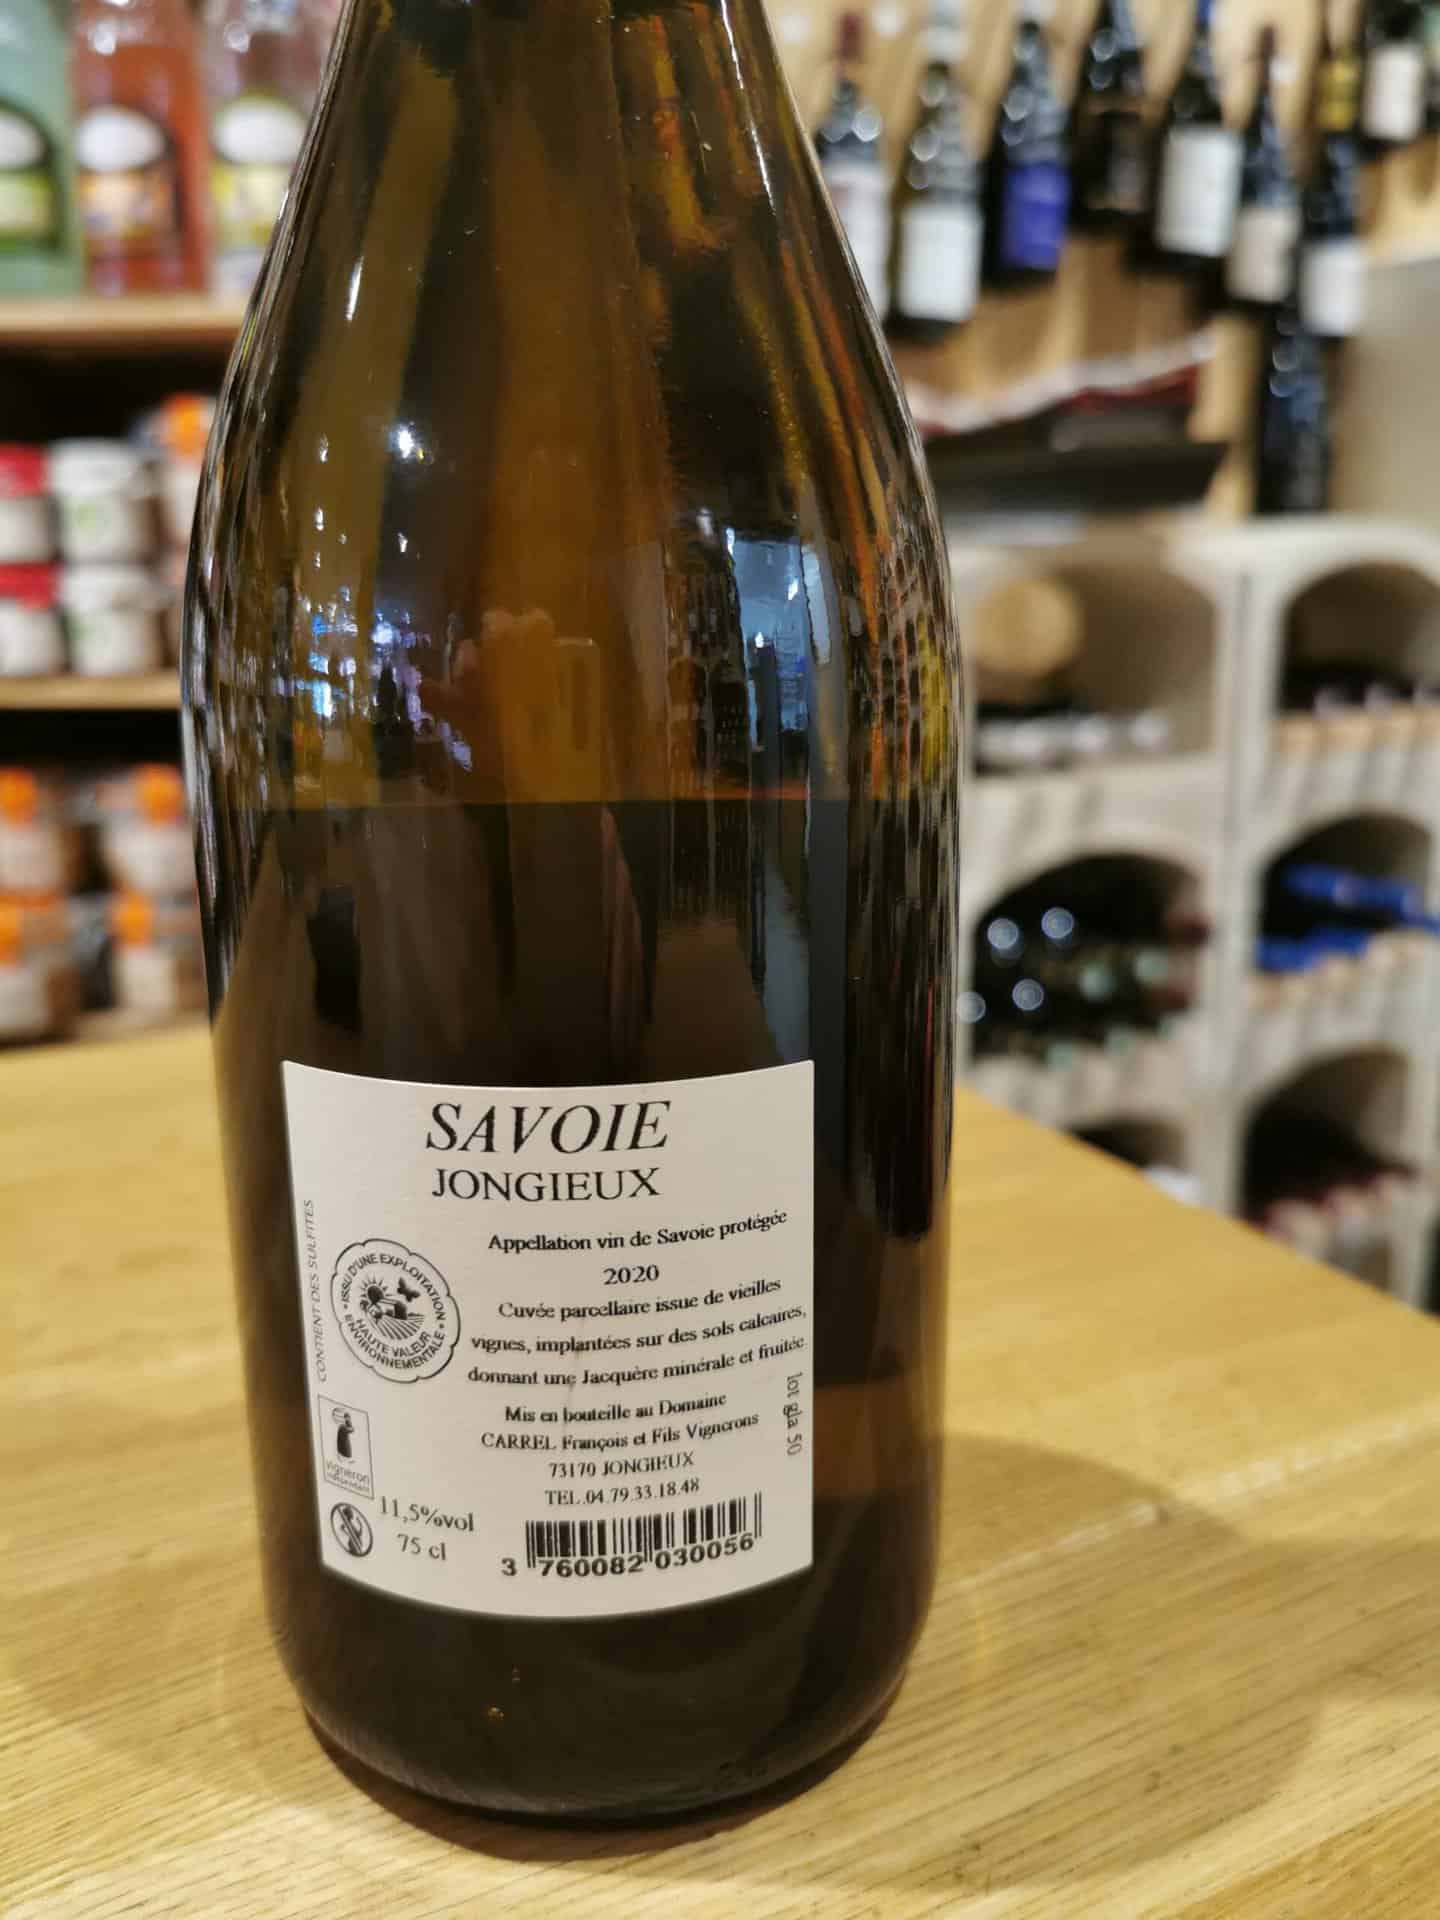 SAVOIE
JONGIEUX
Appellation vin de Savoie protégée
2020
Cuvée parcellaire issue de vieilles
vignes, implantées sur des sols calcaires,
donnant une Jacquère minérale et fruitée
Mis en bouteille au Domaine
CARREL François et Fils Vignerons
73170 JONGIEUX
TEL.04.79.33.18.48
3 760082 030056
CONTIENT DES SULFITES
• ISSU D'UNE EXPLOITATION •
HAUTE VALEUR
ENVIRONNEMENTALE
vigneron
indépendant
11,5%vol
75 cl
lot gla 50